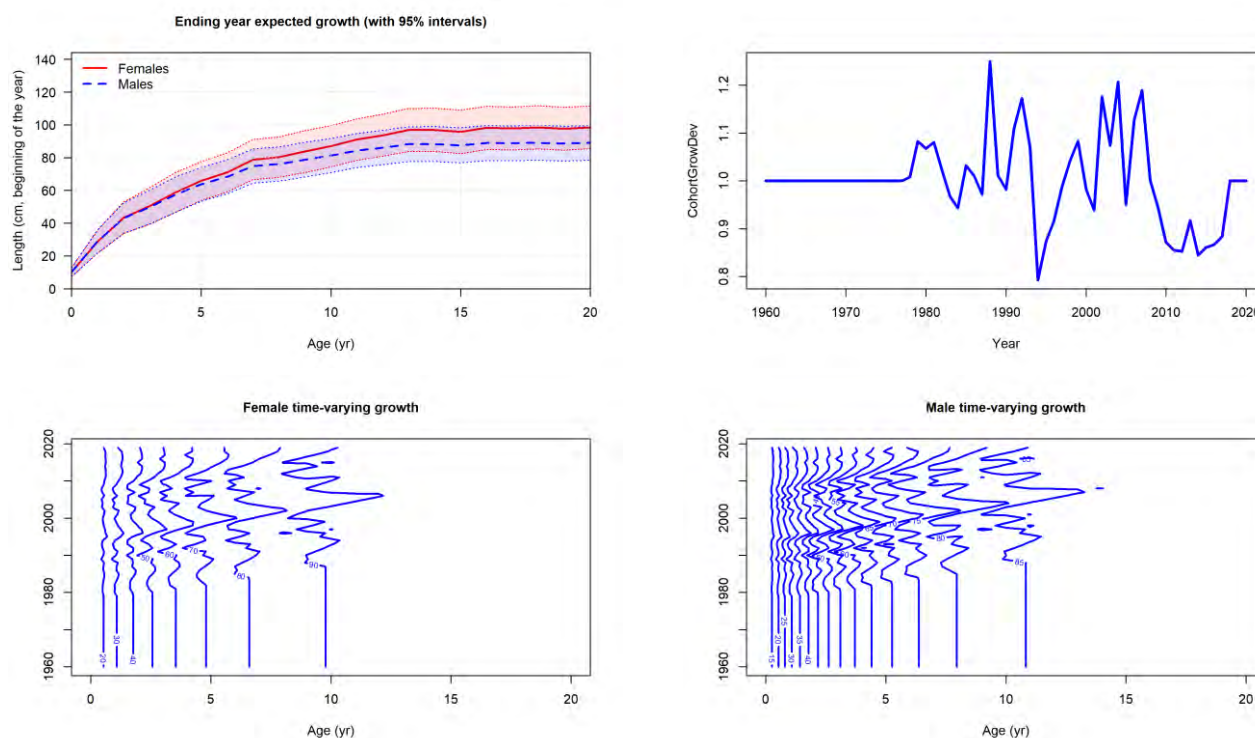 Ending year expected growth (with 95% intervals)
Length (cm, beginning of the year)
140
120
100
80
60
40
20
0
Females
Males
0 5 10 15 20
Age (yr)
CohortGrowDev
1.2
1.1
1.0
0.9
0.8
1960 1970 1980 1990 2000 2010 2020
Year
Female time-varying growth
2020
2000
1980
1960
20
30
40
50
60
70
80
90
0 5 10 15 20
Age (yr)
Male time-varying growth
2020
2000
1980
1960
15
20
25
30
35
40
75
80
85
0 5 10 15 20
Age (yr)